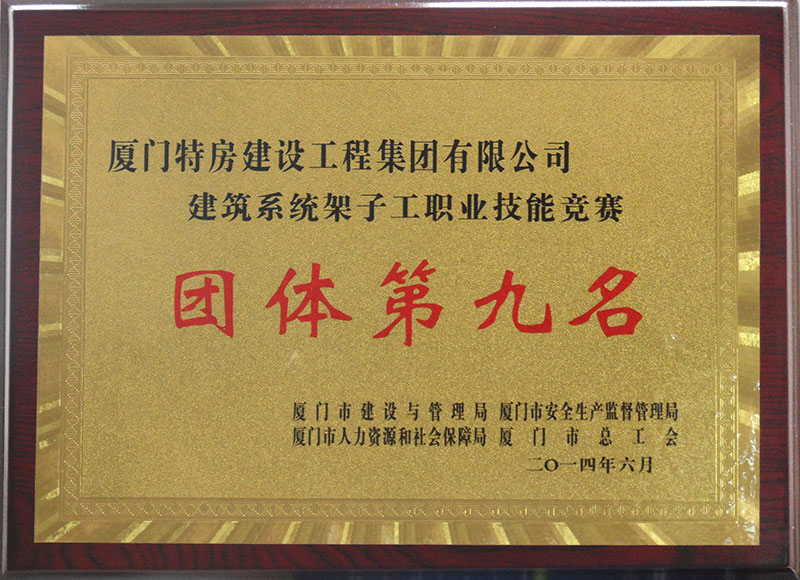 厦门特房建设工程集团有限公司
建筑系统架子工职业技能竞赛
团体第九名
厦门市建设与管理局 厦门市安全生产监督管理局
厦门市人力资源和社会保障局 厦门市总工会
二〇一四年六月